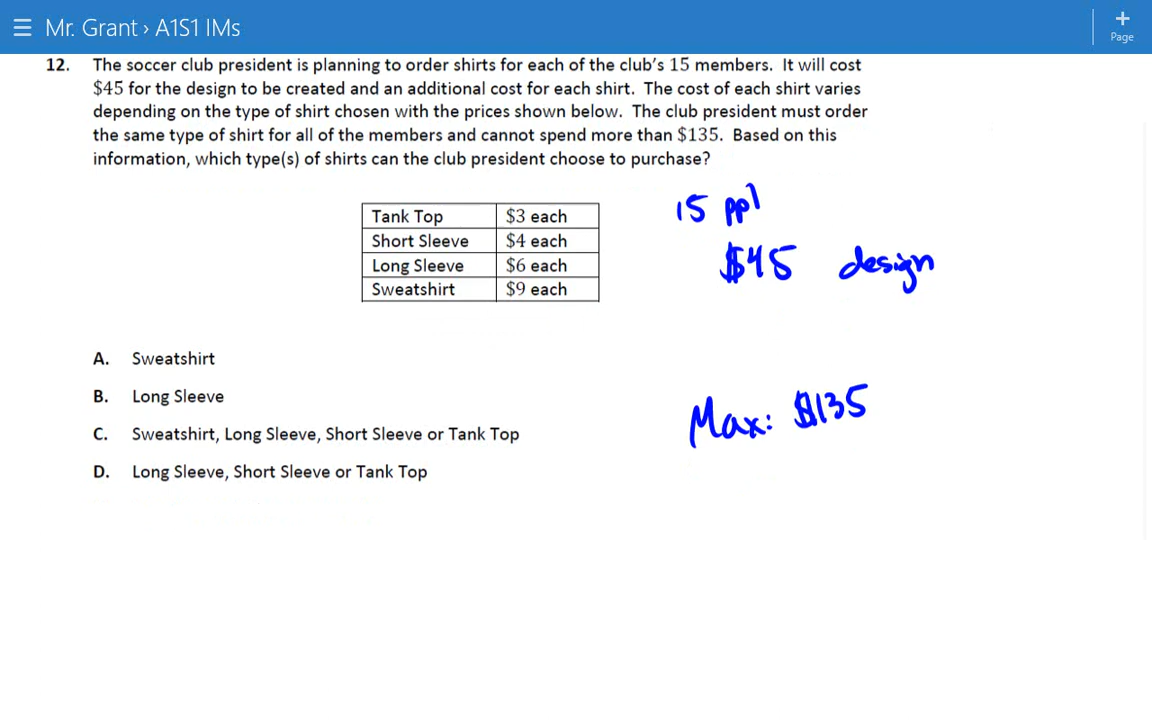 ☰ Mr. Grant › A1S1 IMs
+
Page
12. The soccer club president is planning to order shirts for each of the club's 15 members. It will cost
$45 for the design to be created and an additional cost for each shirt. The cost of each shirt varies
depending on the type of shirt chosen with the prices shown below. The club president must order
the same type of shirt for all of the members and cannot spend more than $135. Based on this
information, which type(s) of shirts can the club president choose to purchase?
Tank Top $3 each
Short Sleeve $4 each
Long Sleeve $6 each
Sweatshirt $9 each
15 ppl
$45 design
A. Sweatshirt
B. Long Sleeve
C. Sweatshirt, Long Sleeve, Short Sleeve or Tank Top
D. Long Sleeve, Short Sleeve or Tank Top
Max: $135